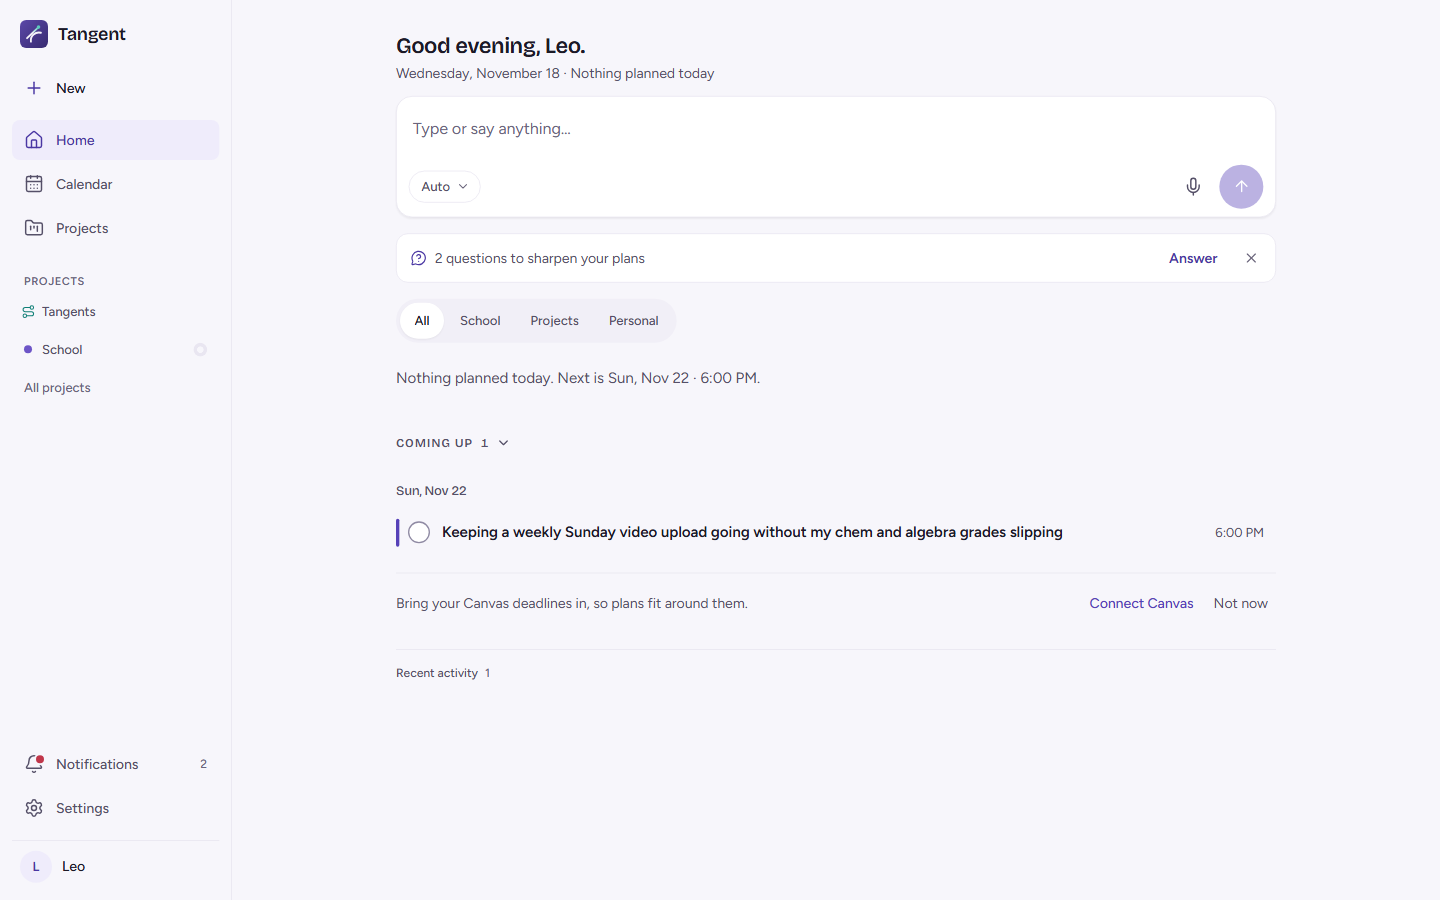 Tangent
New
Home
Calendar
Projects
PROJECTS
Tangents
School
All projects
Notifications 2
Settings
L Leo
Good evening, Leo.
Wednesday, November 18 · Nothing planned today
Type or say anything...
Auto
2 questions to sharpen your plans Answer
All School Projects Personal
Nothing planned today. Next is Sun, Nov 22 · 6:00 PM.
COMING UP 1
Sun, Nov 22
Keeping a weekly Sunday video upload going without my chem and algebra grades slipping 6:00 PM
Bring your Canvas deadlines in, so plans fit around them. Connect Canvas Not now
Recent activity 1